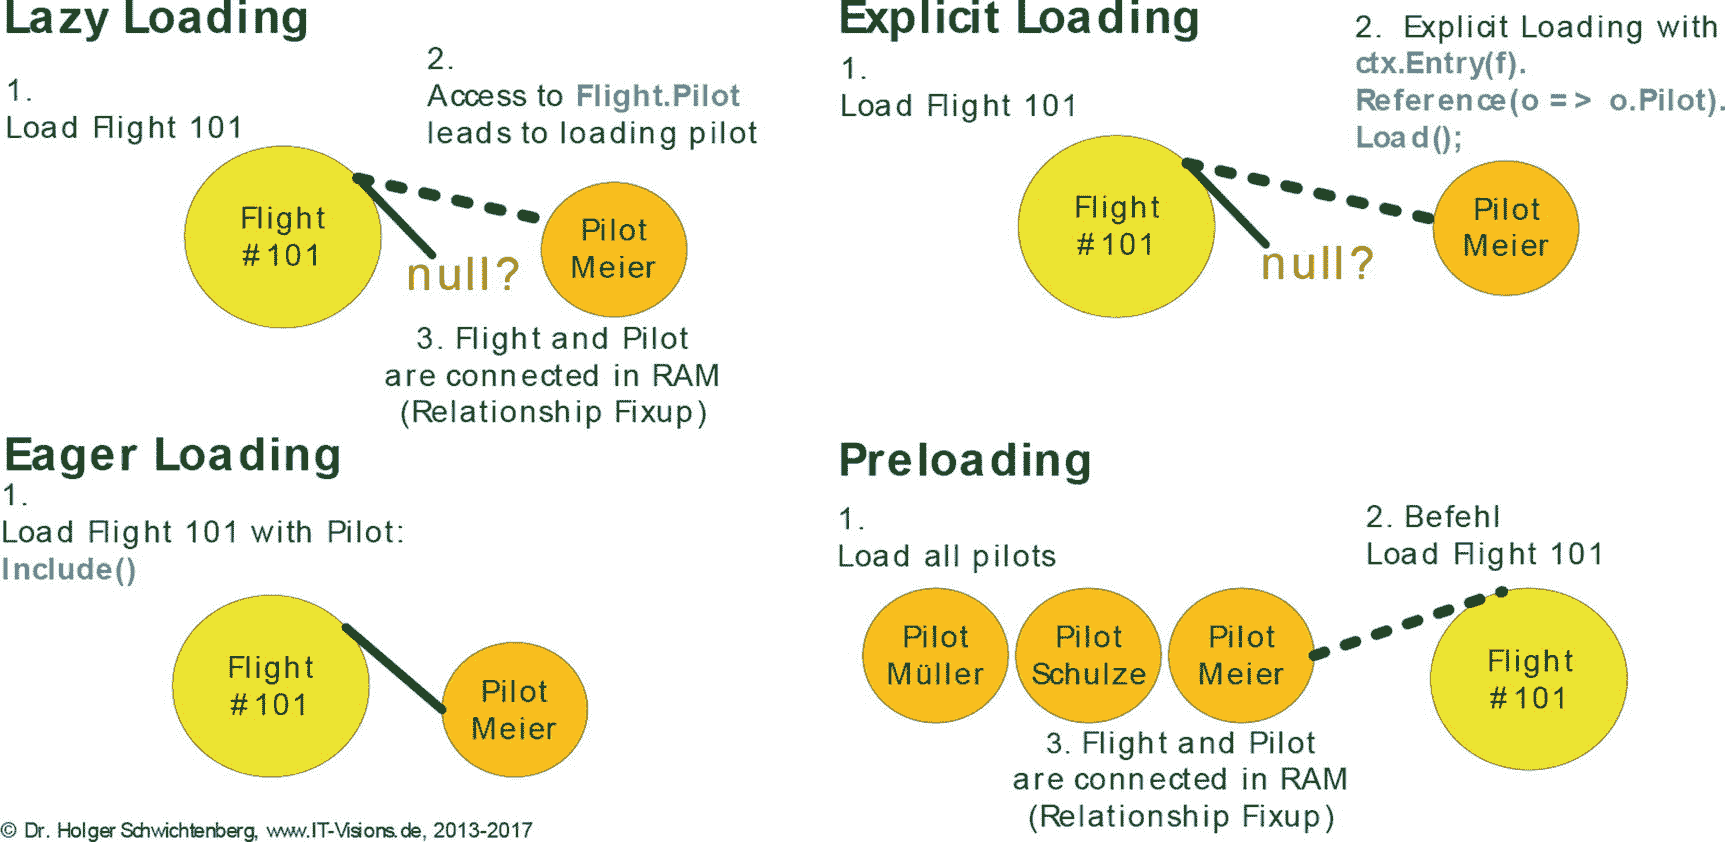 Lazy Loading
1.
Load Flight 101
2.
Access to Flight.Pilot
leads to loading pilot
Flight
#101
null?
Pilot
Meier
3. Flight and Pilot
are connected in RAM
(Relationship Fixup)
Explicit Loading
1.
Load Flight 101
2. Explicit Loading with
ctx.Entry(f).
Reference(o => o.Pilot).
Load();
Flight
#101
null?
Pilot
Meier
Eager Loading
1.
Load Flight 101 with Pilot:
Include()
Flight
#101
Pilot
Meier
Preloading
1.
Load all pilots
2. Befehl
Load Flight 101
Pilot
Müller
Pilot
Schulze
Pilot
Meier
Flight
#101
3. Flight and Pilot
are connected in RAM
(Relationship Fixup)
© Dr. Holger Schwichtenberg, www.IT-Visions.de, 2013-2017